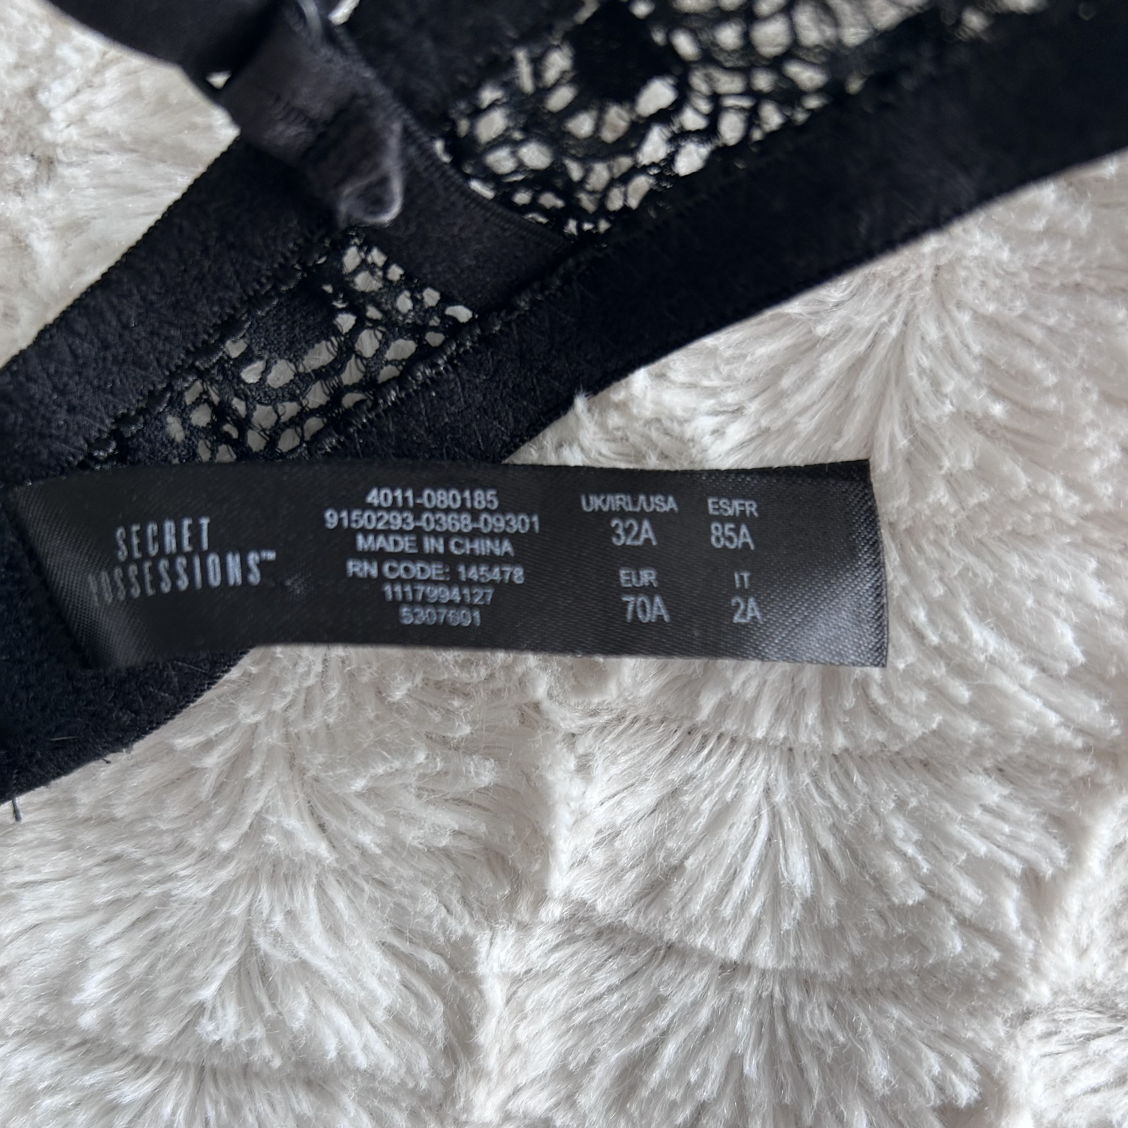 SECRET
POSSESSIONS™
4011-080185
9150293-0368-09301
MADE IN CHINA
RN CODE: 145478
1117994127
S307691
UK/IRL/USA ES/FR
32A 85A
EUR IT
70A 2A